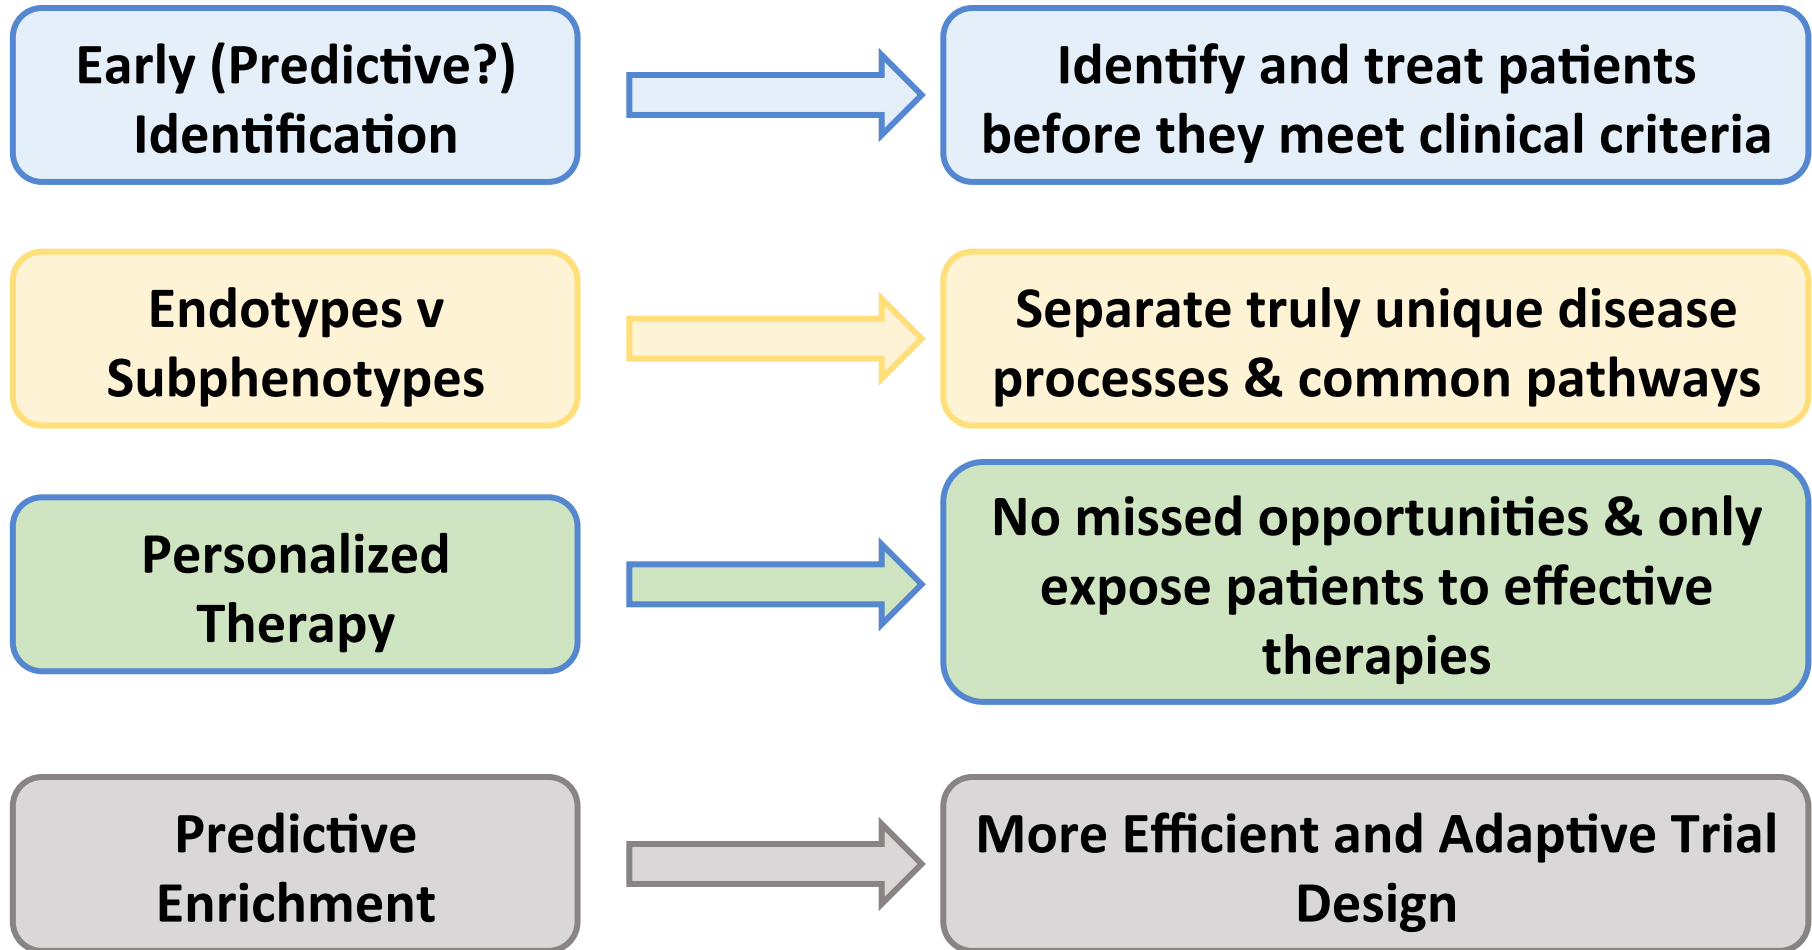 Early (Predictive?)
Identification
Identify and treat patients
before they meet clinical criteria
Endotypes v
Subphenotypes
Separate truly unique disease
processes & common pathways
Personalized
Therapy
No missed opportunities & only
expose patients to effective
therapies
Predictive
Enrichment
More Efficient and Adaptive Trial
Design